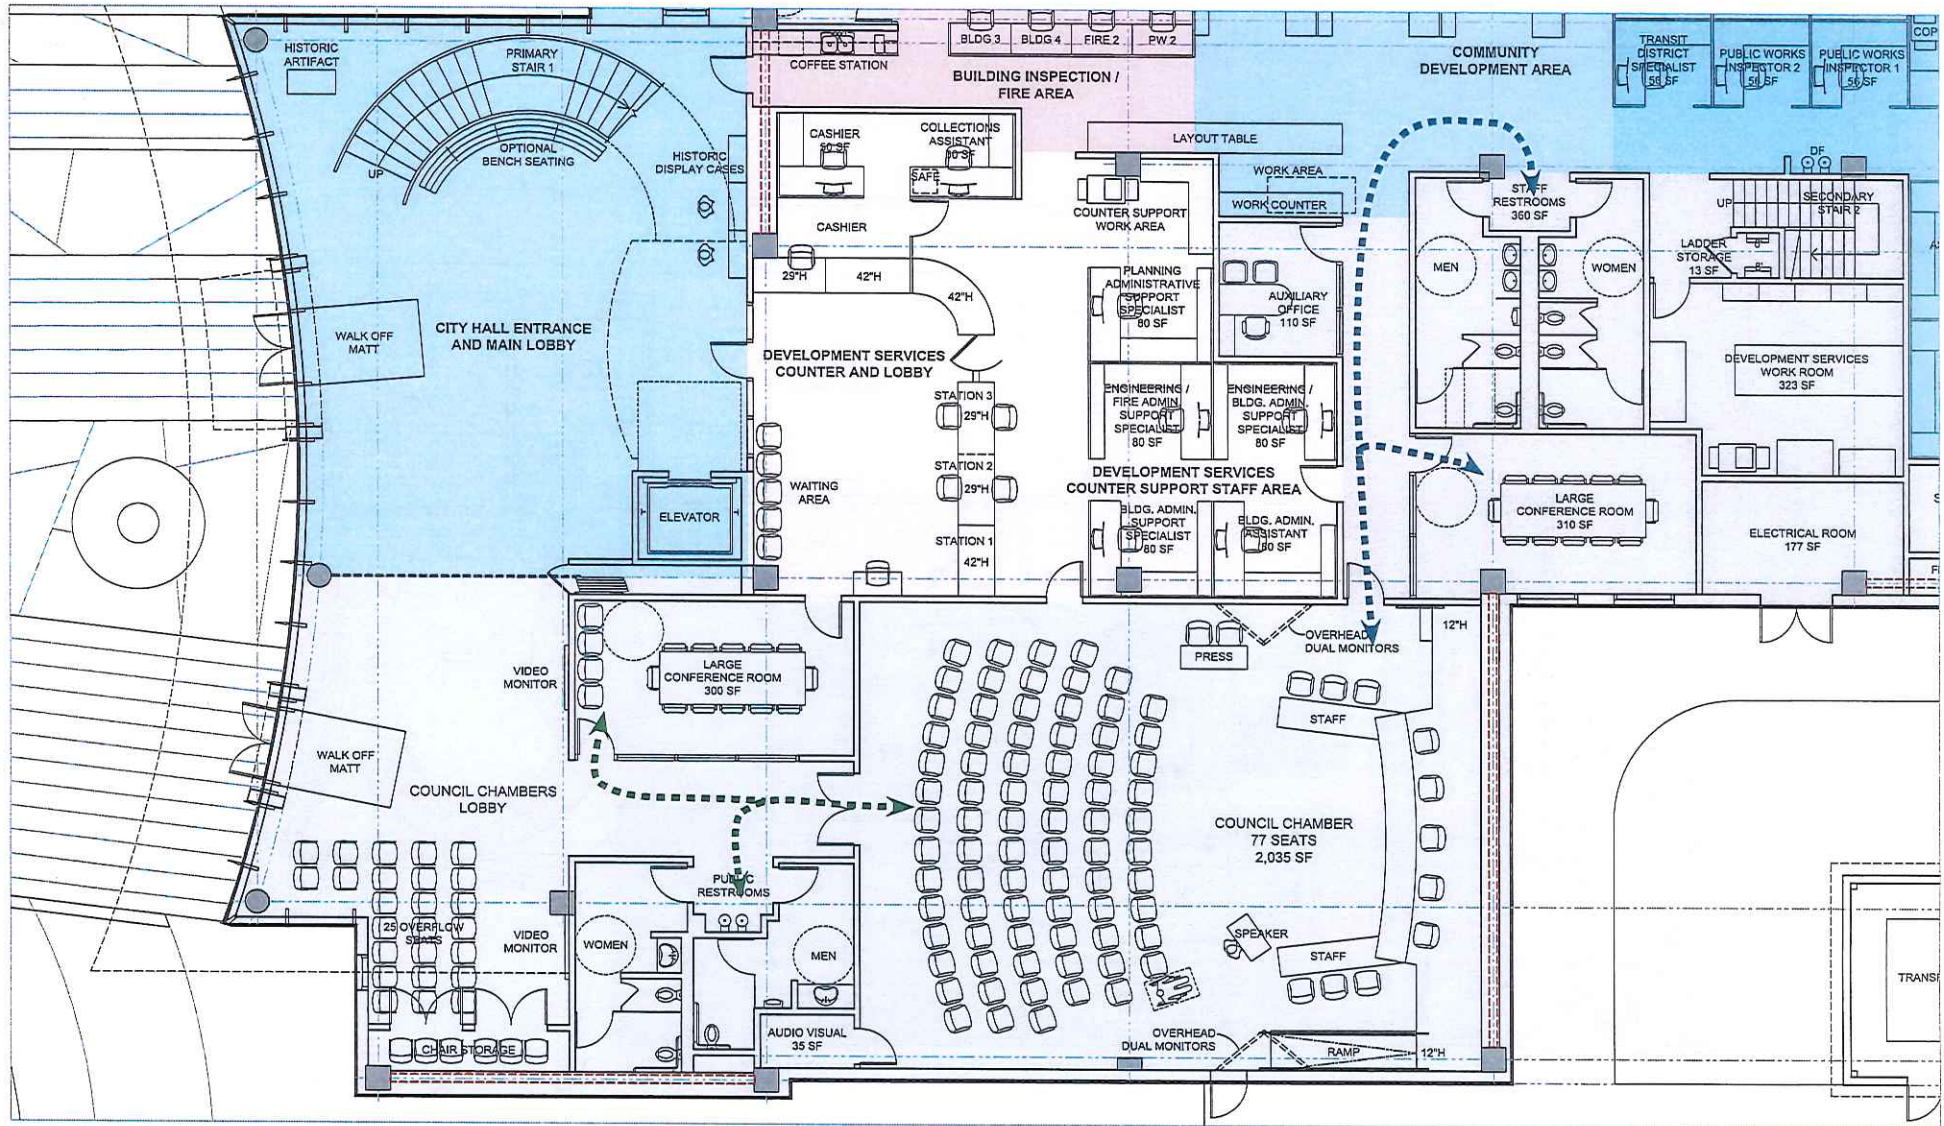 HISTORIC
ARTIFACT
PRIMARY
STAIR 1
UP
OPTIONAL
BENCH SEATING
HISTORIC
DISPLAY CASES
COFFEE STATION
BLDG 3
BLDG 4
FIRE 2
PW 2
BUILDING INSPECTION /
FIRE AREA
COMMUNITY
DEVELOPMENT AREA
TRANSIT
DISTRICT
SPECIALIST
59 SF
PUBLIC WORKS
INSPECTOR 2
56 SF
PUBLIC WORKS
INSPECTOR 1
56 SF
COP
CASHIER
50 SF
COLLECTIONS
ASSISTANT
SAFE
LAYOUT TABLE
WORK AREA
WORK COUNTER
DF
CASHIER
COUNTER SUPPORT
WORK AREA
STAFF
RESTROOMS
360 SF
UP
SECONDARY
STAIR 2
LADDER
STORAGE
13 SF
8'
29"H
42"H
42"H
PLANNING
ADMINISTRATIVE
SUPPORT
SPECIALIST
80 SF
AUXILIARY
OFFICE
110 SF
MEN
WOMEN
WALK OFF
MATT
CITY HALL ENTRANCE
AND MAIN LOBBY
DEVELOPMENT SERVICES
COUNTER AND LOBBY
DEVELOPMENT SERVICES
WORK ROOM
323 SF
STATION 3
29"H
ENGINEERING /
FIRE ADMIN.
SUPPORT
SPECIALIST
80 SF
ENGINEERING /
BLDG. ADMIN.
SUPPORT
SPECIALIST
80 SF
STATION 2
29"H
WAITING
AREA
DEVELOPMENT SERVICES
COUNTER SUPPORT STAFF AREA
ELEVATOR
STATION 1
42"H
BLDG. ADMIN.
SUPPORT
SPECIALIST
80 SF
BLDG. ADMIN.
ASSISTANT
LARGE
CONFERENCE ROOM
310 SF
ELECTRICAL ROOM
177 SF
VIDEO
MONITOR
LARGE
CONFERENCE ROOM
300 SF
PRESS
OVERHEAD
DUAL MONITORS
12"H
STAFF
WALK OFF
MATT
COUNCIL CHAMBERS
LOBBY
COUNCIL CHAMBER
77 SEATS
2,035 SF
PUBLIC
RESTROOMS
25 OVERFLOW
SEATS
VIDEO
MONITOR
WOMEN
MEN
SPEAKER
STAFF
TRANSF
AUDIO VISUAL
35 SF
CHAIR STORAGE
OVERHEAD
DUAL MONITORS
RAMP
12"H